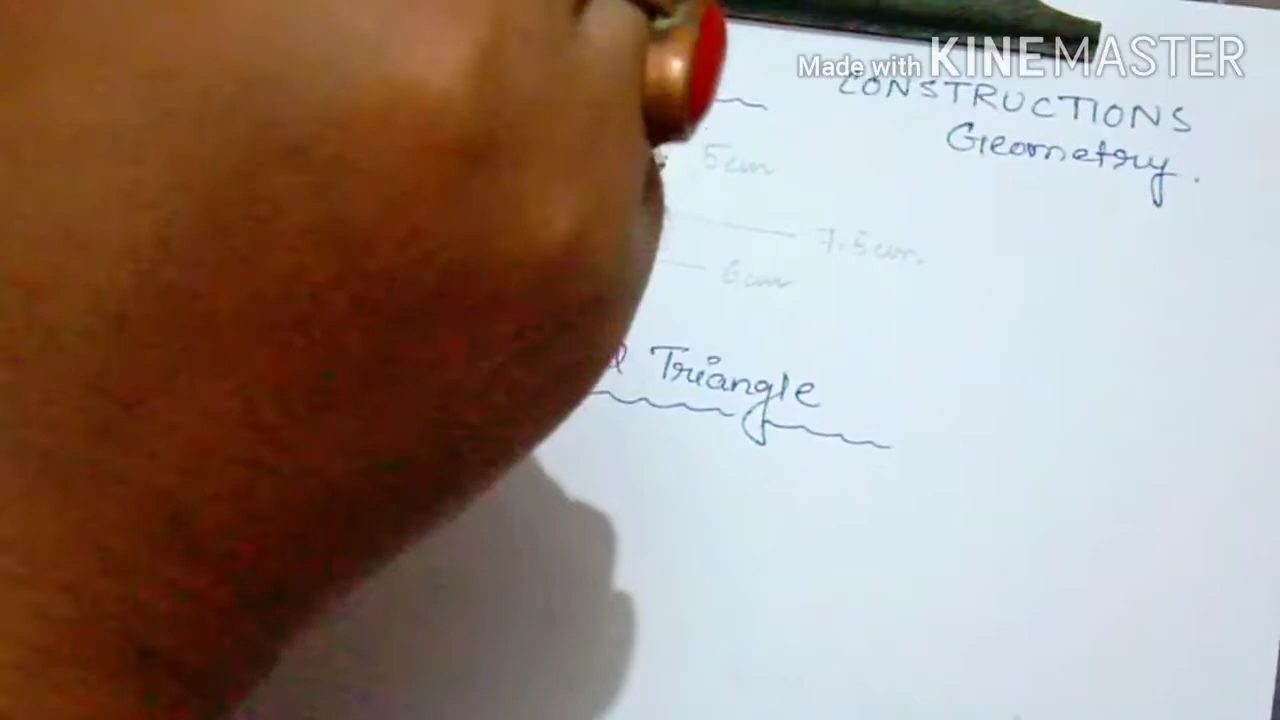 Made with KINEMASTER
CONSTRUCTIONS
Geometry.
5cm
7.5cm.
6cm
Triangle